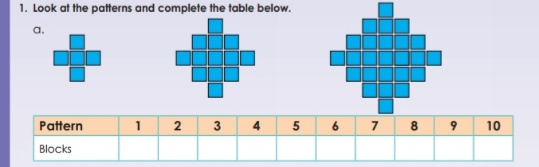 1. Look at the patterns and complete the table below.
a.
Pattern 1 2 3 4 5 6 7 8 9 10
Blocks